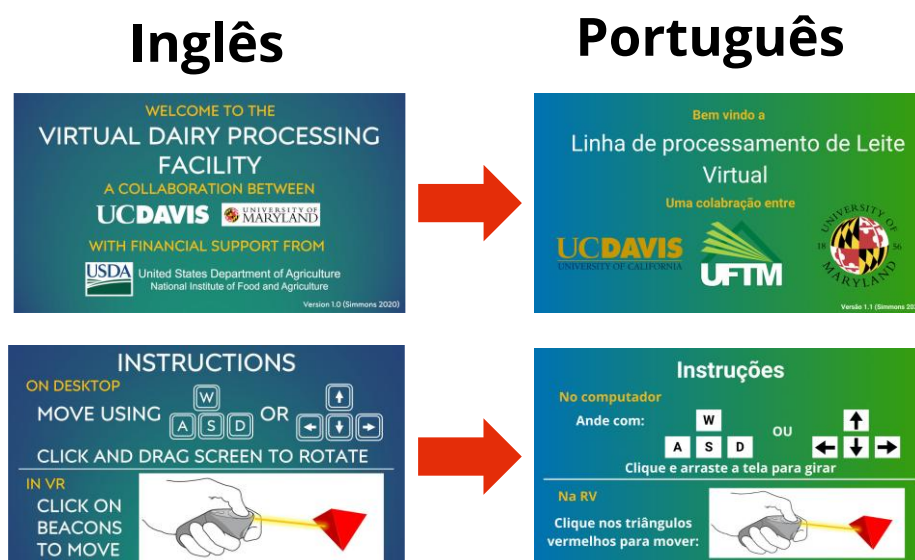 Inglês
Português
WELCOME TO THE
VIRTUAL DAIRY PROCESSING
FACILITY
A COLLABORATION BETWEEN
UCDAVIS UNIVERSITY OF MARYLAND
WITH FINANCIAL SUPPORT FROM
USDA United States Department of Agriculture
National Institute of Food and Agriculture
Version 1.0 (Simmons 2020)
Bem vindo a
Linha de processamento de Leite
Virtual
Uma colabração entre
UCDAVIS
UNIVERSITY OF CALIFORNIA
UFTM
UNIVERSITY OF
18 56
MARYLAND
Versão 1.1 (Simmons
INSTRUCTIONS
ON DESKTOP
MOVE USING W A S D OR
CLICK AND DRAG SCREEN TO ROTATE
IN VR
CLICK ON
BEACONS
TO MOVE
Instruções
No computador
Ande com: W
A S D OU
Clique e arraste a tela para girar
Na RV
Clique nos triângulos
vermelhos para mover: